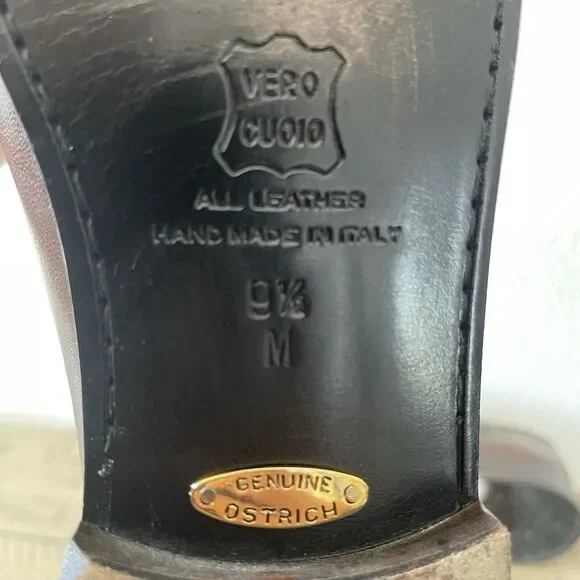 VERO
CUOIO
ALL LEATHER
HAND MADE IN ITALY
9½
M
GENUINE
OSTRICH